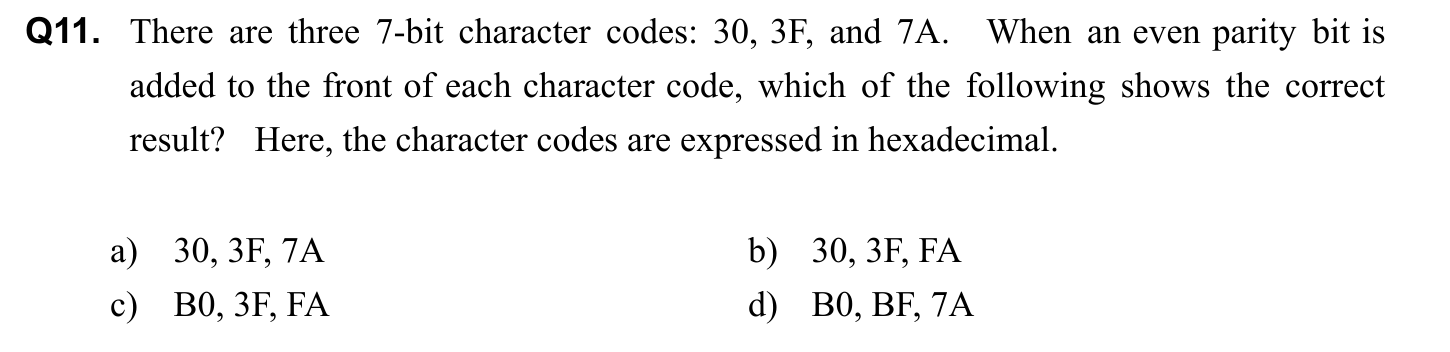 Q11. There are three 7-bit character codes: 30, 3F, and 7A. When an even parity bit is
added to the front of each character code, which of the following shows the correct
result? Here, the character codes are expressed in hexadecimal.
a) 30, 3F, 7A b) 30, 3F, FA
c) B0, 3F, FA d) B0, BF, 7A